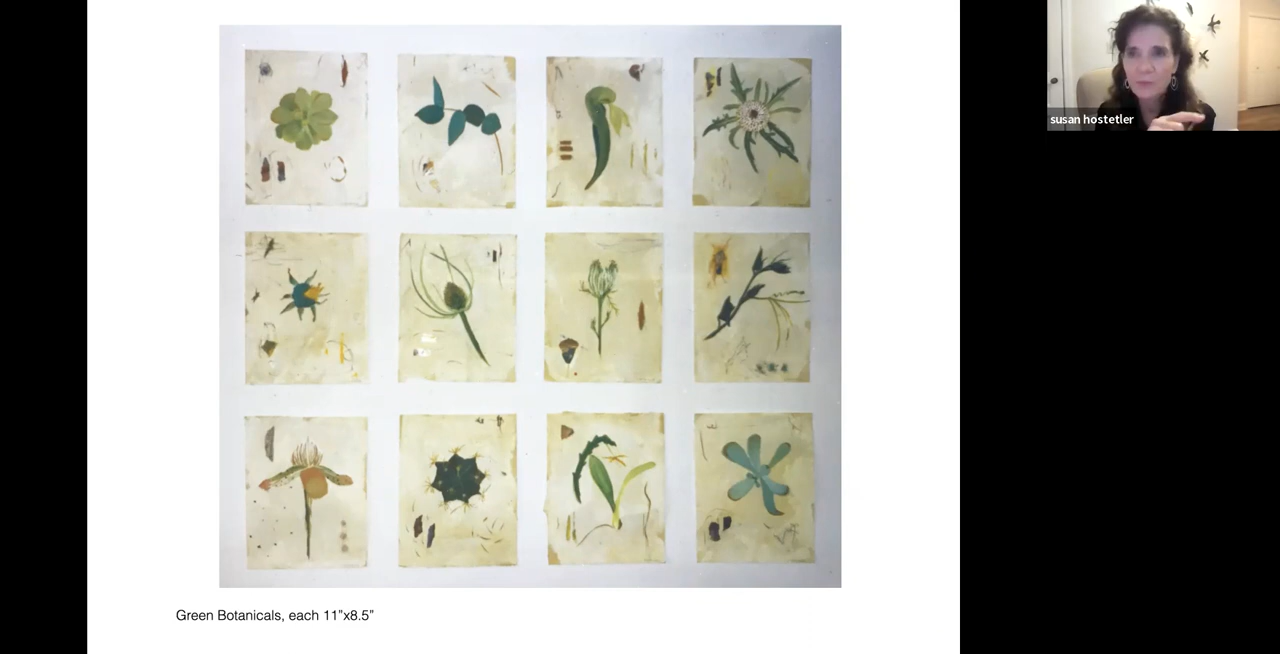 susan hostetler
Green Botanicals, each 11"x8.5"